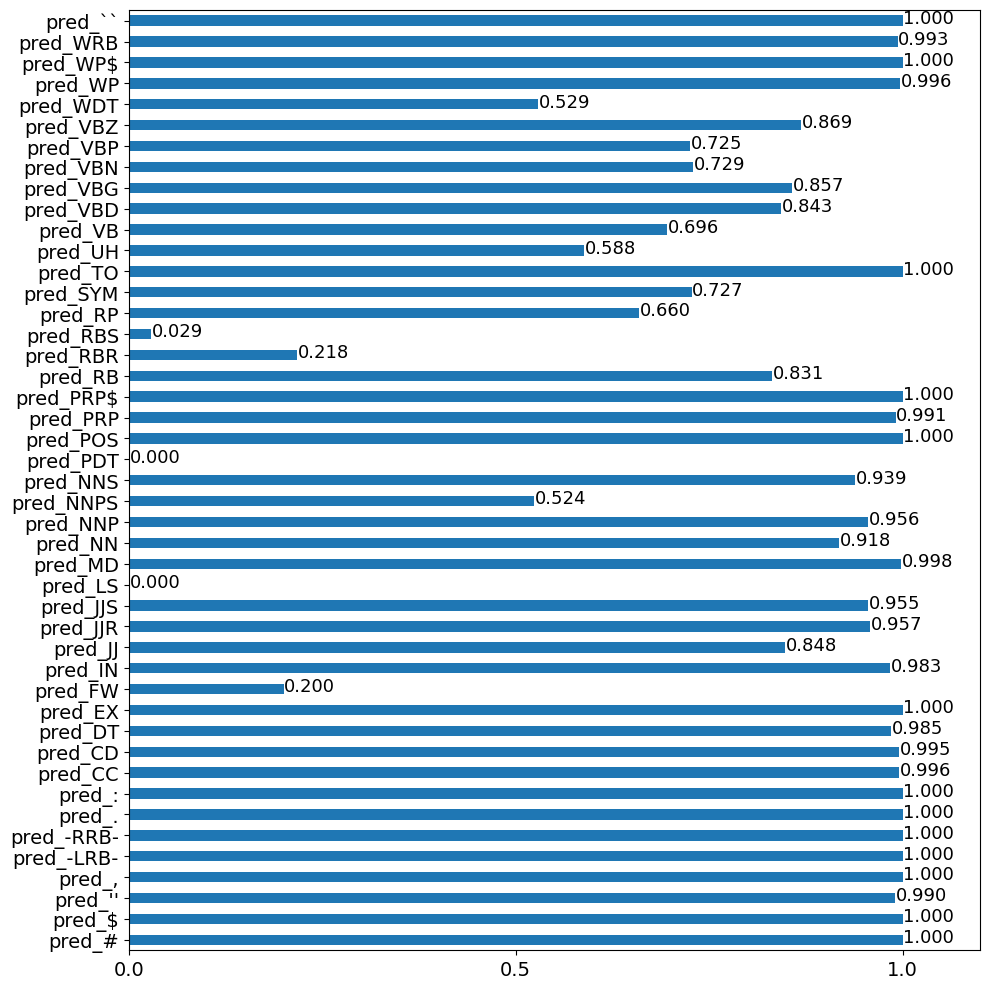 pred_`` 1.000
pred_WRB 0.993
pred_WP$ 1.000
pred_WP 0.996
pred_WDT 0.529
pred_VBZ 0.869
pred_VBP 0.725
pred_VBN 0.729
pred_VBG 0.857
pred_VBD 0.843
pred_VB 0.696
pred_UH 0.588
pred_TO 1.000
pred_SYM 0.727
pred_RP 0.660
pred_RBS 0.029
pred_RBR 0.218
pred_RB 0.831
pred_PRP$ 1.000
pred_PRP 0.991
pred_POS 1.000
pred_PDT 0.000
pred_NNS 0.939
pred_NNPS 0.524
pred_NNP 0.956
pred_NN 0.918
pred_MD 0.998
pred_LS 0.000
pred_JJS 0.955
pred_JJR 0.957
pred_JJ 0.848
pred_IN 0.983
pred_FW 0.200
pred_EX 1.000
pred_DT 0.985
pred_CD 0.995
pred_CC 0.996
pred_: 1.000
pred_. 1.000
pred_-RRB- 1.000
pred_-LRB- 1.000
pred_, 1.000
pred_'' 0.990
pred_$ 1.000
pred_# 1.000
0.0 0.5 1.0